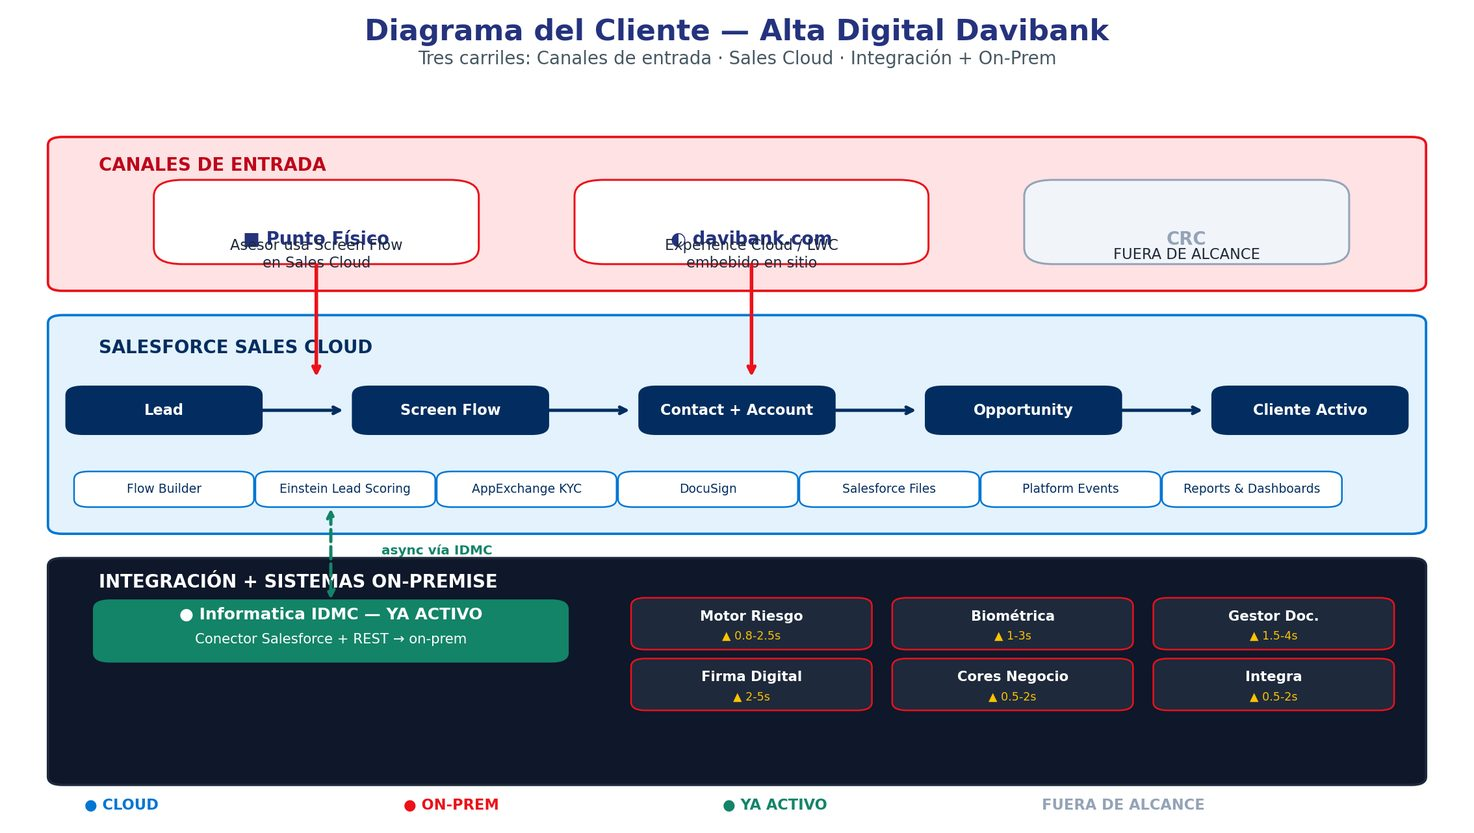 Diagrama del Cliente — Alta Digital Davibank
Tres carriles: Canales de entrada · Sales Cloud · Integración + On-Prem
CANALES DE ENTRADA
■ Punto Físico
Asesor usa Screen Flow
en Sales Cloud
◐ davibank.com
Experience Cloud / LWC
embebido en sitio
CRC
FUERA DE ALCANCE
SALESFORCE SALES CLOUD
Lead
Screen Flow
Contact + Account
Opportunity
Cliente Activo
Flow Builder
Einstein Lead Scoring
AppExchange KYC
DocuSign
Salesforce Files
Platform Events
Reports & Dashboards
async vía IDMC
INTEGRACIÓN + SISTEMAS ON-PREMISE
● Informatica IDMC — YA ACTIVO
Conector Salesforce + REST → on-prem
Motor Riesgo
▲ 0.8-2.5s
Biométrica
▲ 1-3s
Gestor Doc.
▲ 1.5-4s
Firma Digital
▲ 2-5s
Cores Negocio
▲ 0.5-2s
Integra
▲ 0.5-2s
● CLOUD
● ON-PREM
● YA ACTIVO
FUERA DE ALCANCE